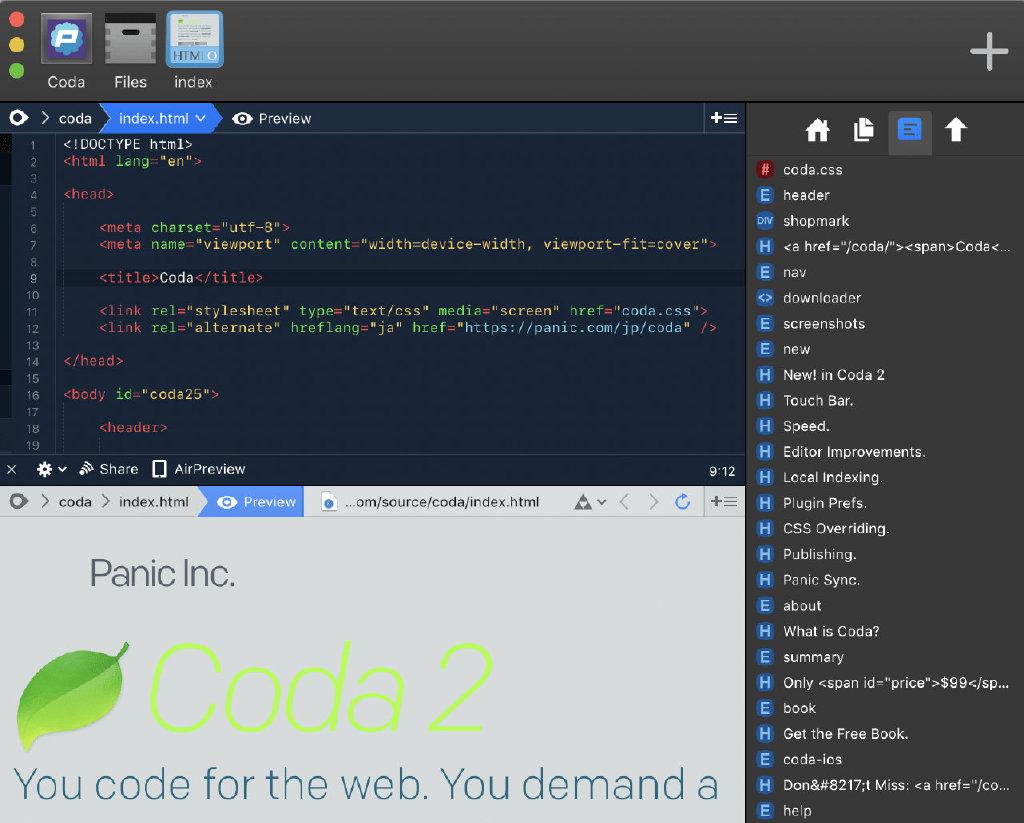 Coda
Files
HTML
index
coda
index.html
Preview
1 <!DOCTYPE html>
2 <html lang="en">
3
4 <head>
5
6 <meta charset="utf-8">
7 <meta name="viewport" content="width=device-width, viewport-fit=cover">
8
9 <title>Coda</title>
10
11 <link rel="stylesheet" type="text/css" media="screen" href="coda.css">
12 <link rel="alternate" hreflang="ja" href="https://panic.com/jp/coda" />
13
14 </head>
15
16 <body id="coda25">
17
18 <header>
19
Share
AirPreview
9:12
coda
index.html
Preview
...om/source/coda/index.html
Panic Inc.
Coda 2
You code for the web. You demand a
# coda.css
E header
DIV shopmark
H <a href="/coda/"><span>Coda<...
E nav
<> downloader
E screenshots
E new
H New! in Coda 2
H Touch Bar.
H Speed.
H Editor Improvements.
H Local Indexing.
H Plugin Prefs.
H CSS Overriding.
H Publishing.
H Panic Sync.
E about
H What is Coda?
E summary
H Only <span id="price">$99</sp...
E book
H Get the Free Book.
E coda-ios
H Don&#8217;t Miss: <a href="/co...
E help